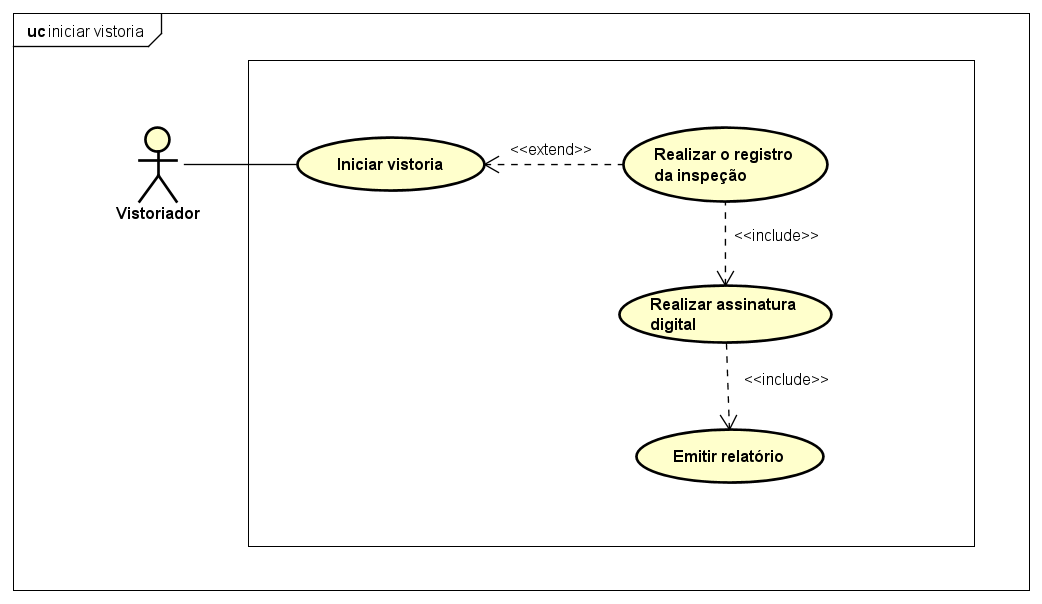 uc iniciar vistoria
Iniciar vistoria
<<extend>>
Realizar o registro
da inspeção
Vistoriador
<<include>>
Realizar assinatura
digital
<<include>>
Emitir relatório